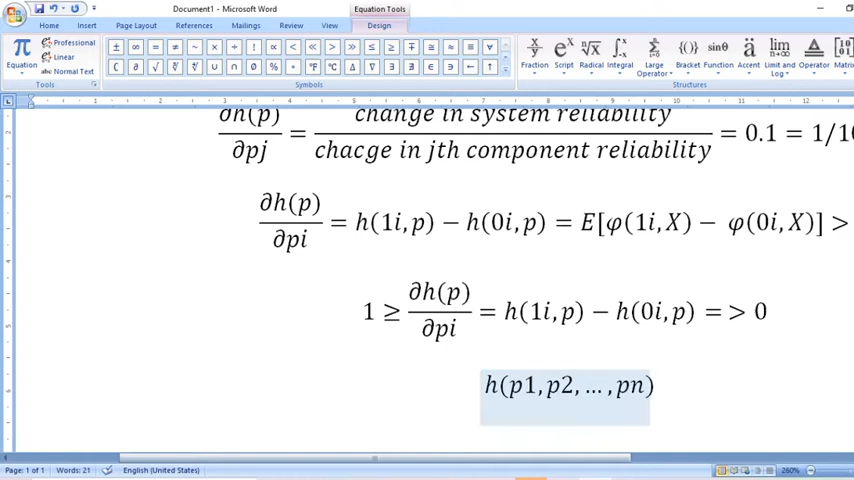 Document1 - Microsoft Word
Equation Tools
Home Insert Page Layout References Mailings Review View Design
Equation
Professional
Linear
abc Normal Text
Tools
± ∞ = ≠ ~ × ÷ ! ∝ < ≪ > ≫ ≤ ≥ ∓ ≅ ≈ ≡ ∀
∁ ∂ √ ∛ ∜ ∪ ∩ ∅ % ° ℉ ℃ ∆ ∇ ∃ ∄ ∈ ∋ ← ↑
Symbols
Fraction Script Radical Integral Large Operator Bracket Function Accent Limit and Log Operator
Structures
∂h(p)/∂pj = change in system reliability/chacge in jth component reliability = 0.1 = 1/10
∂h(p)/∂pi = h(1i, p) − h(0i, p) = E[φ(1i, X) − φ(0i, X)] >
1 ≥ ∂h(p)/∂pi = h(1i, p) − h(0i, p) = > 0
h(p1, p2, … , pn)
Page: 1 of 1 Words: 21 English (United States) 260%